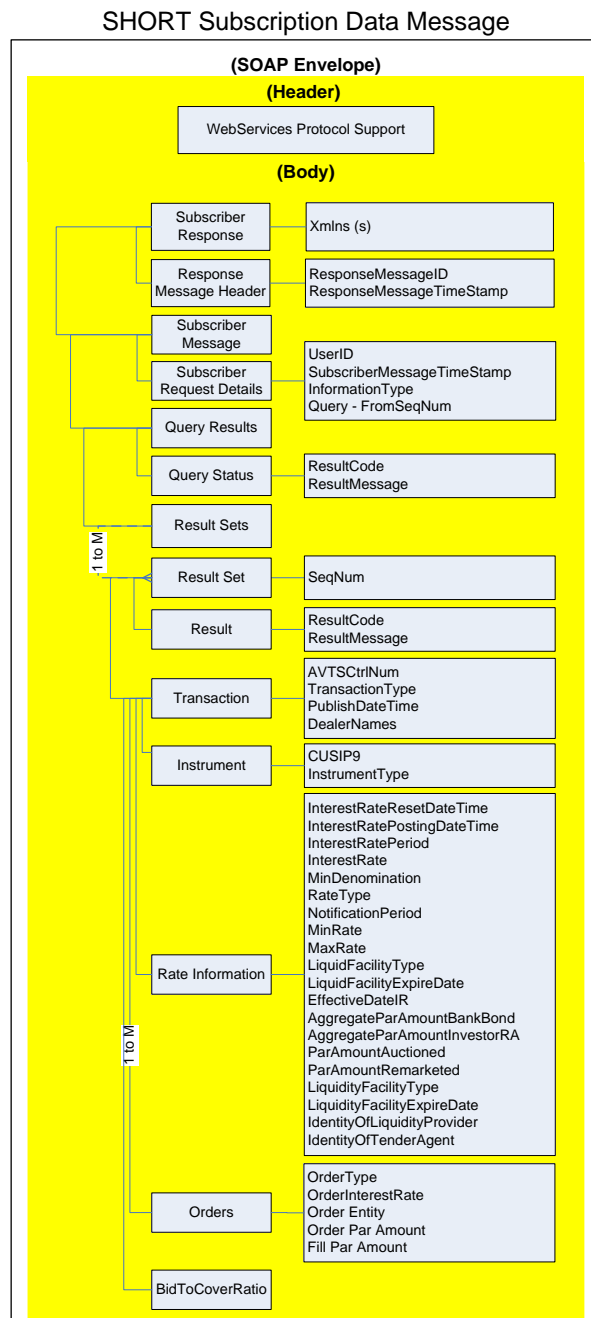 SHORT Subscription Data Message
(SOAP Envelope)
(Header)
WebServices Protocol Support
(Body)
Subscriber
Response
Xmlns (s)
Response
Message Header
ResponseMessageID
ResponseMessageTimeStamp
Subscriber
Message
Subscriber
Request Details
UserID
SubscriberMessageTimeStamp
InformationType
Query - FromSeqNum
Query Results
Query Status
ResultCode
ResultMessage
Result Sets
1 to M
Result Set
SeqNum
Result
ResultCode
ResultMessage
Transaction
AVTSCtrlNum
TransactionType
PublishDateTime
DealerNames
Instrument
CUSIP9
InstrumentType
Rate Information
InterestRateResetDateTime
InterestRatePostingDateTime
InterestRatePeriod
InterestRate
MinDenomination
RateType
NotificationPeriod
MinRate
MaxRate
LiquidFacilityType
LiquidFacilityExpireDate
EffectiveDateIR
AggregateParAmountBankBond
AggregateParAmountInvestorRA
ParAmountAuctioned
ParAmountRemarketed
LiquidityFacilityType
LiquidityFacilityExpireDate
IdentityOfLiquidityProvider
IdentityOfTenderAgent
1 to M
Orders
OrderType
OrderInterestRate
Order Entity
Order Par Amount
Fill Par Amount
BidToCoverRatio